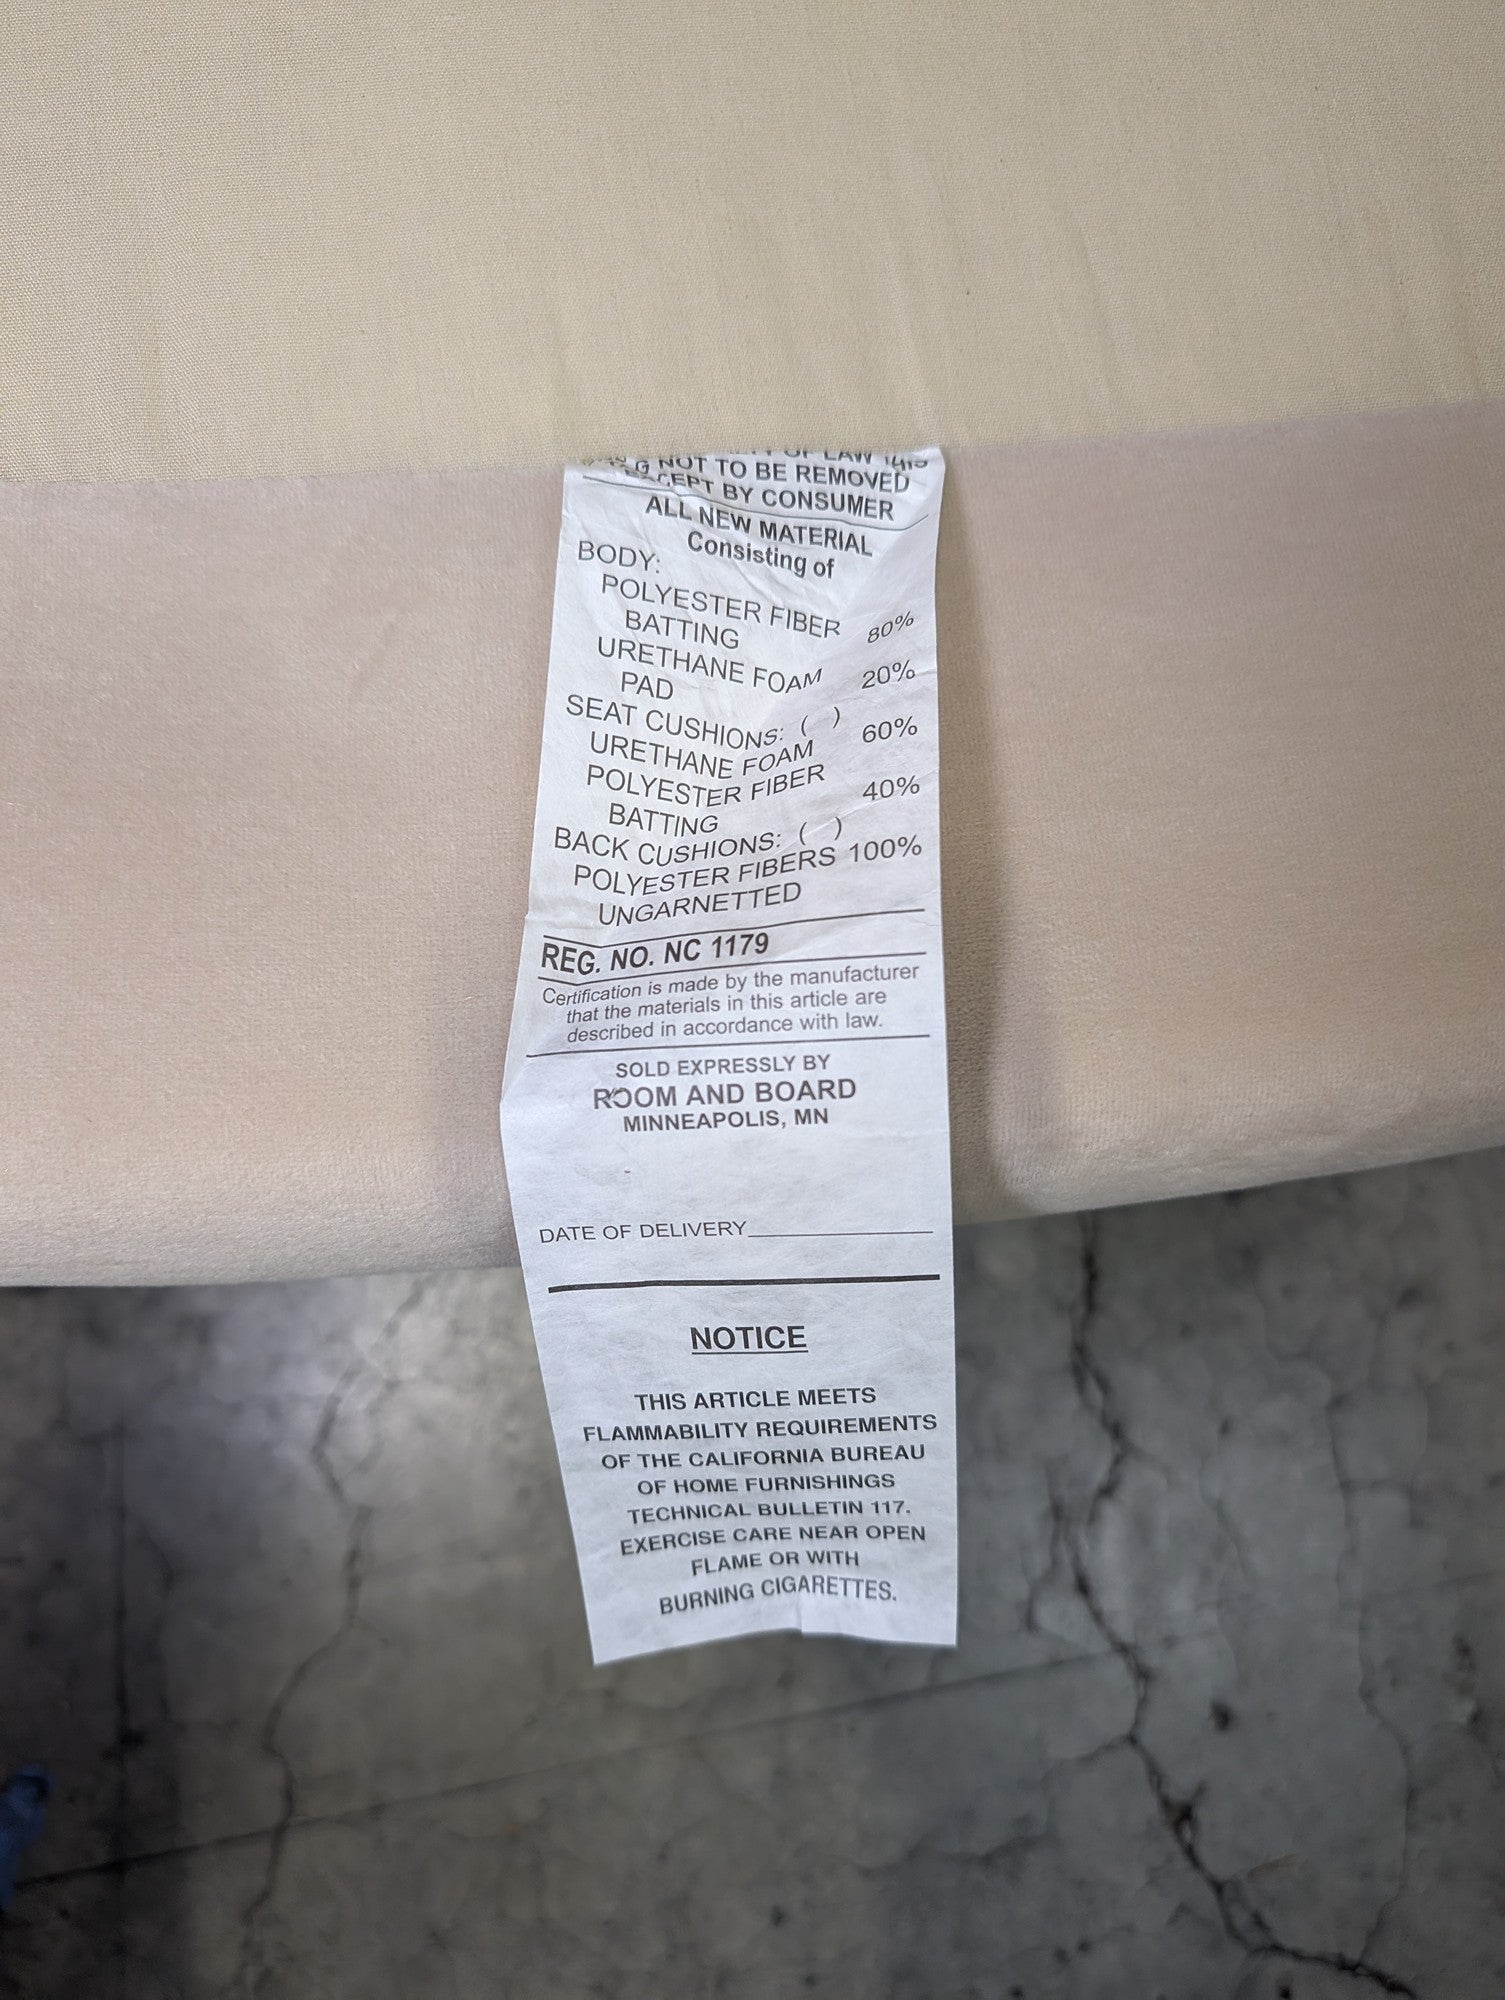 OF LAW THIS
TAG NOT TO BE REMOVED
EXCEPT BY CONSUMER
ALL NEW MATERIAL
Consisting of
BODY:
POLYESTER FIBER 80%
BATTING
URETHANE FOAM 20%
PAD
SEAT CUSHIONS: ( )
URETHANE FOAM 60%
POLYESTER FIBER 40%
BATTING
BACK CUSHIONS: ( )
POLYESTER FIBERS 100%
UNGARNETTED
REG. NO. NC 1179
Certification is made by the manufacturer
that the materials in this article are
described in accordance with law.
SOLD EXPRESSLY BY
ROOM AND BOARD
MINNEAPOLIS, MN
DATE OF DELIVERY
NOTICE
THIS ARTICLE MEETS
FLAMMABILITY REQUIREMENTS
OF THE CALIFORNIA BUREAU
OF HOME FURNISHINGS
TECHNICAL BULLETIN 117.
EXERCISE CARE NEAR OPEN
FLAME OR WITH
BURNING CIGARETTES.